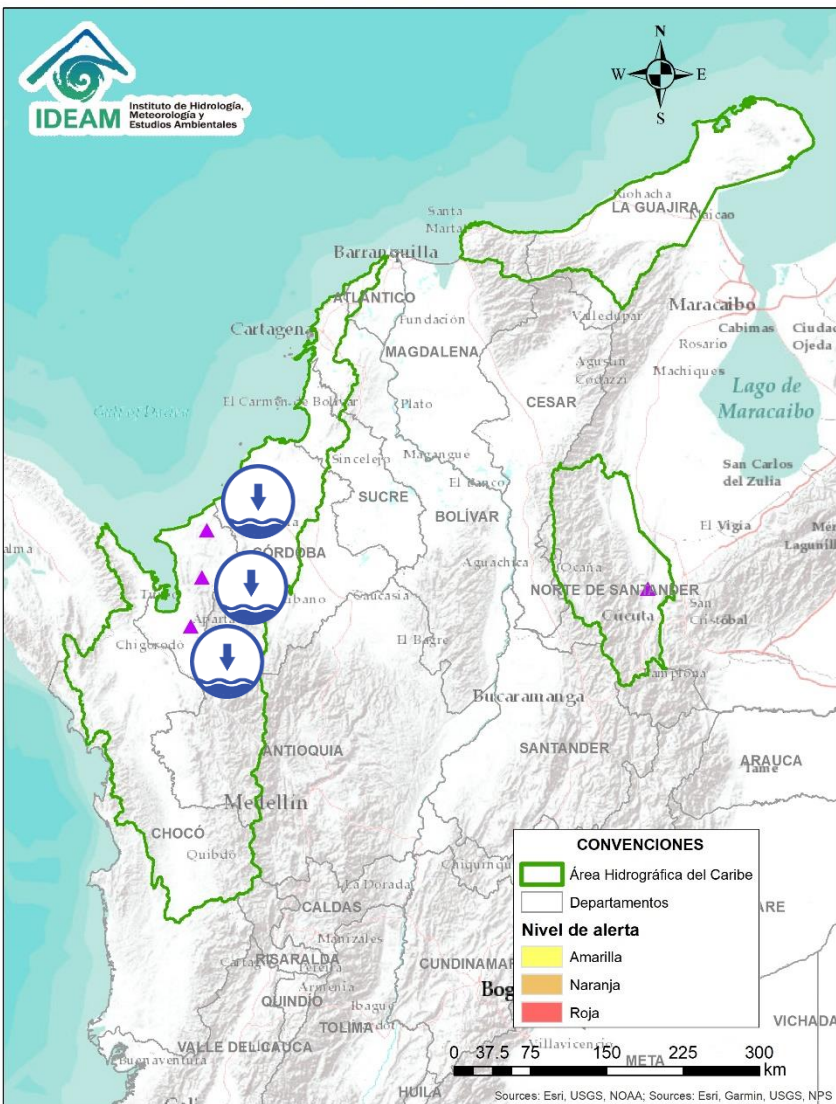 IDEAM
Instituto de Hidrología,
Meteorología y
Estudios Ambientales
N
W
E
S
Riohacha
LA GUAJIRA
Maicao
Santa
Marta
Barranquilla
ATLÁNTICO
Maracaibo
Cartagena
Fundación
Valledupar
Cabimas
Ciudad
Ojeda
MAGDALENA
Rosario
Agustín
Codazzi
Machiques
El Carmen de Bolívar
Plato
CESAR
Lago de
Maracaibo
Sincelejo
Magangue
San Carlos
del Zulia
El Banco
SUCRE
BOLÍVAR
El Vigía
CÓRDOBA
Aguachica
Ocaña
NORTE DE SANTANDER
Caucasia
San
Cristóbal
Cucuta
Chigorodó
El Bagre
Pamplona
Bucaramanga
ANTIOQUIA
SANTANDER
ARAUCA
Tame
Medellín
CHOCÓ
Quibdó
La Dorada
CALDAS
Manizales
RISARALDA
Pereira
Armenia
QUINDÍO
Ibagué
TOLIMA
VALLE DEL CAUCA
Buenaventura
HUILA
Villavicencio
META
VICHADA
CONVENCIONES
Área Hidrográfica del Caribe
Departamentos
Nivel de alerta
Amarilla
Naranja
Roja
0 37.5 75 150 225 300
km
Sources: Esri, USGS, NOAA; Sources: Esri, Garmin, USGS, NPS